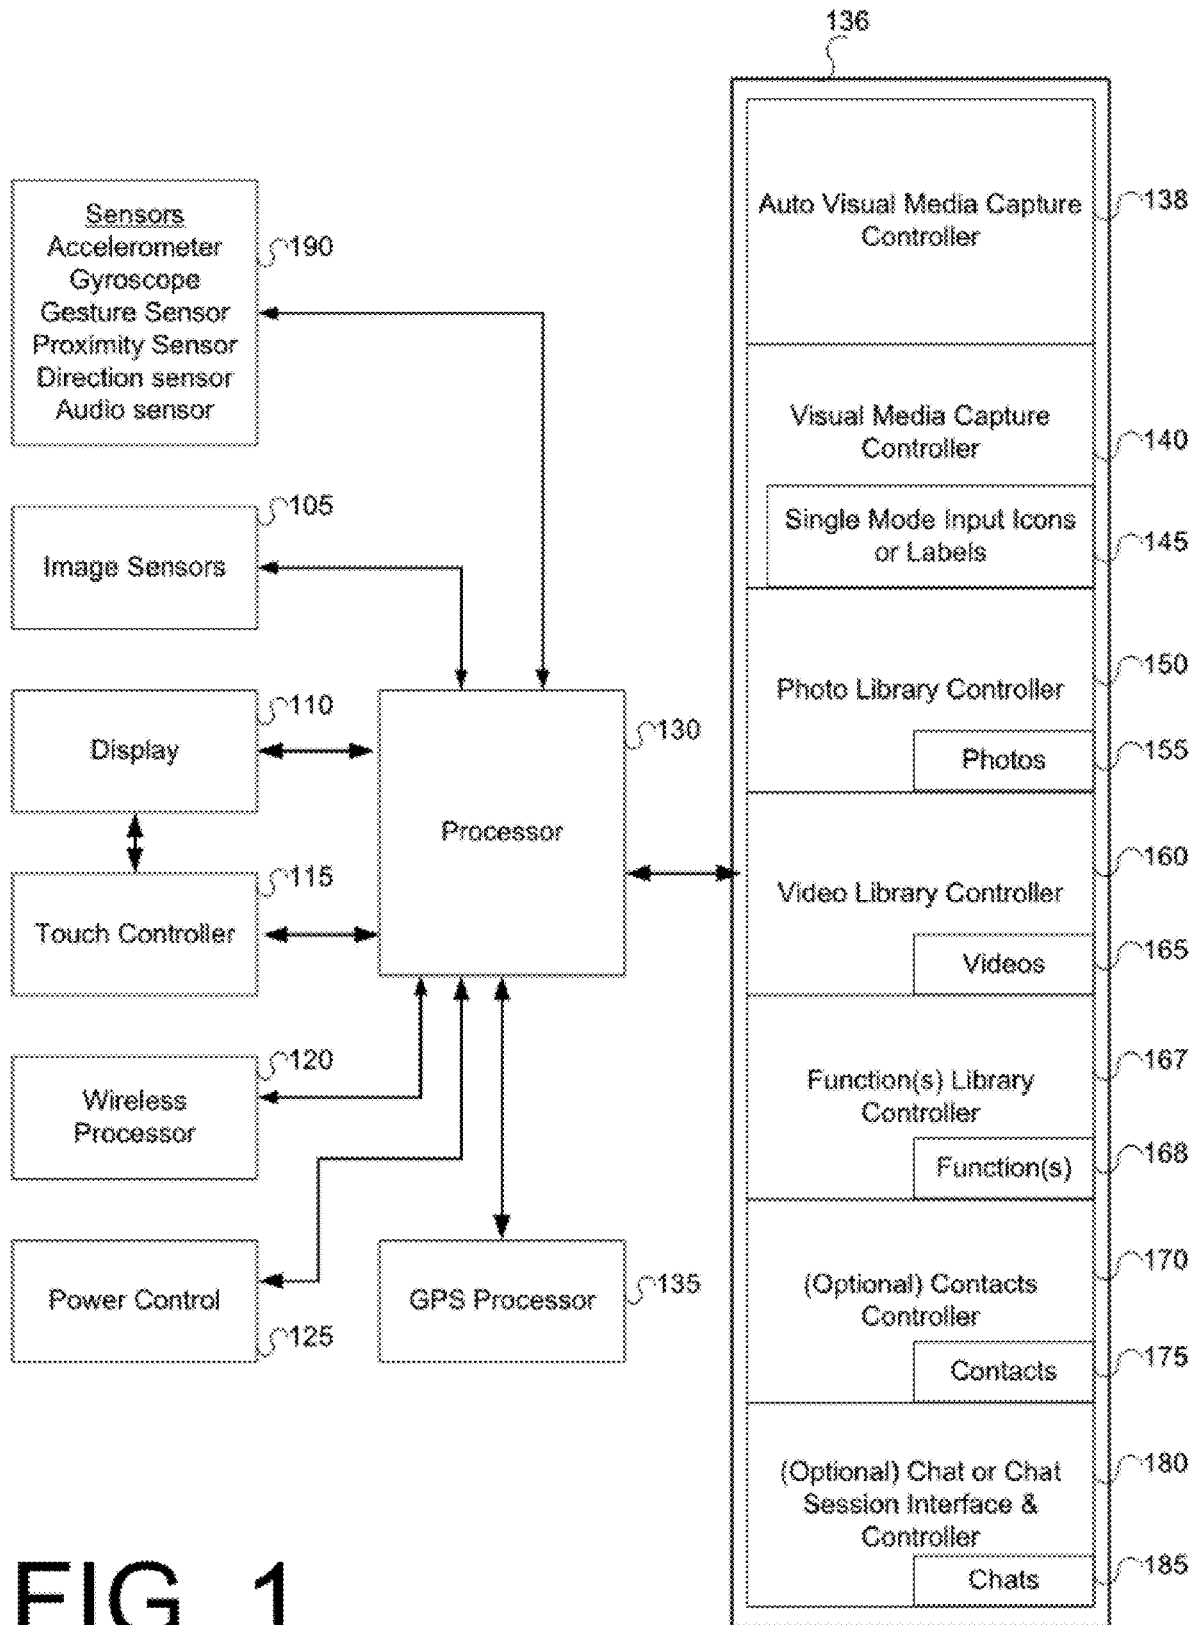 136
Auto Visual Media Capture
Controller
138
Sensors
Accelerometer
Gyroscope
Gesture Sensor
Proximity Sensor
Direction sensor
Audio sensor
190
Visual Media Capture
Controller
140
Single Mode Input Icons
or Labels
145
Image Sensors
105
Photo Library Controller
150
Photos
155
Display
110
Processor
130
Video Library Controller
160
Videos
165
Touch Controller
115
Wireless
Processor
120
Function(s) Library
Controller
167
Function(s)
168
Power Control
125
GPS Processor
135
(Optional) Contacts
Controller
170
Contacts
175
(Optional) Chat or Chat
Session Interface &
Controller
180
Chats
185
FIG. 1